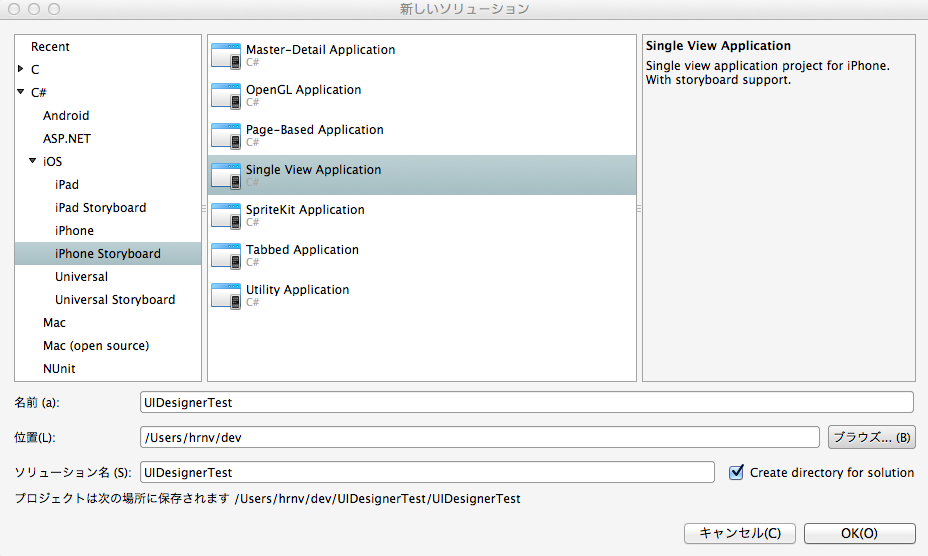 新しいソリューション
Recent
C
C#
Android
ASP.NET
iOS
iPad
iPad Storyboard
iPhone
iPhone Storyboard
Universal
Universal Storyboard
Mac
Mac (open source)
NUnit
Master-Detail Application
C#
OpenGL Application
C#
Page-Based Application
C#
Single View Application
C#
SpriteKit Application
C#
Tabbed Application
C#
Utility Application
C#
Single View Application
Single view application project for iPhone.
With storyboard support.
名前 (a): UIDesignerTest
位置(L): /Users/hrnv/dev ブラウズ... (B)
ソリューション名 (S): UIDesignerTest Create directory for solution
プロジェクトは次の場所に保存されます /Users/hrnv/dev/UIDesignerTest/UIDesignerTest
キャンセル(C) OK(O)